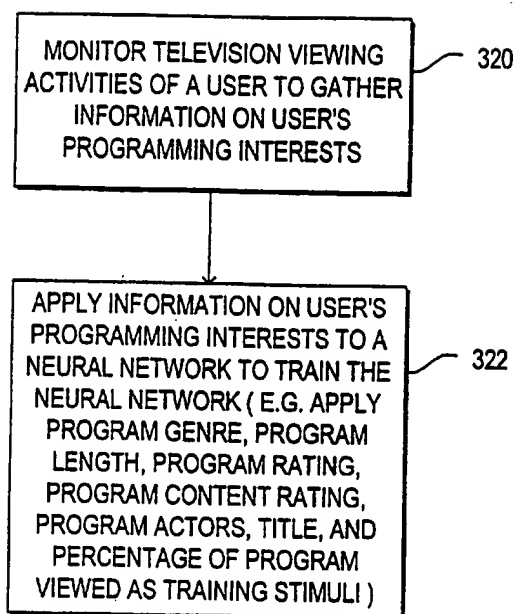 MONITOR TELEVISION VIEWING
ACTIVITIES OF A USER TO GATHER
INFORMATION ON USER'S
PROGRAMMING INTERESTS
320
APPLY INFORMATION ON USER'S
PROGRAMMING INTERESTS TO A
NEURAL NETWORK TO TRAIN THE
NEURAL NETWORK ( E.G. APPLY
PROGRAM GENRE, PROGRAM
LENGTH, PROGRAM RATING,
PROGRAM CONTENT RATING,
PROGRAM ACTORS, TITLE, AND
PERCENTAGE OF PROGRAM
VIEWED AS TRAINING STIMULI )
322